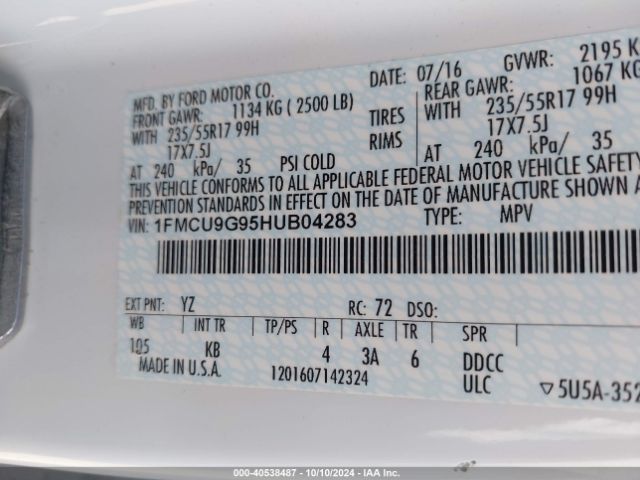 MFD. BY FORD MOTOR CO.
DATE: 07/16
GVWR: 2195 K
FRONT GAWR: 1134 KG ( 2500 LB)
REAR GAWR: 1067 KG
WITH 235/55R17 99H TIRES
WITH 235/55R17 99H
17X7.5J RIMS
17X7.5J
AT 240 kPa/ 35 PSI COLD
AT 240 kPa/ 35
THIS VEHICLE CONFORMS TO ALL APPLICABLE FEDERAL MOTOR VEHICLE SAFETY
PREVENTION STANDARDS IN EFFECT ON THE DATE OF MANUFACTURE SHOWN A
VIN: 1FMCU9G95HUB04283
TYPE: MPV
EXT PNT: YZ RC: 72 DSO:
WB INT TR TP/PS R AXLE TR SPR
105 KB 4 3A 6 DDCC
MADE IN U.S.A. 1201607142324 ULC ▽5U5A-352
000-40538487 - 10/10/2024 - IAA Inc.